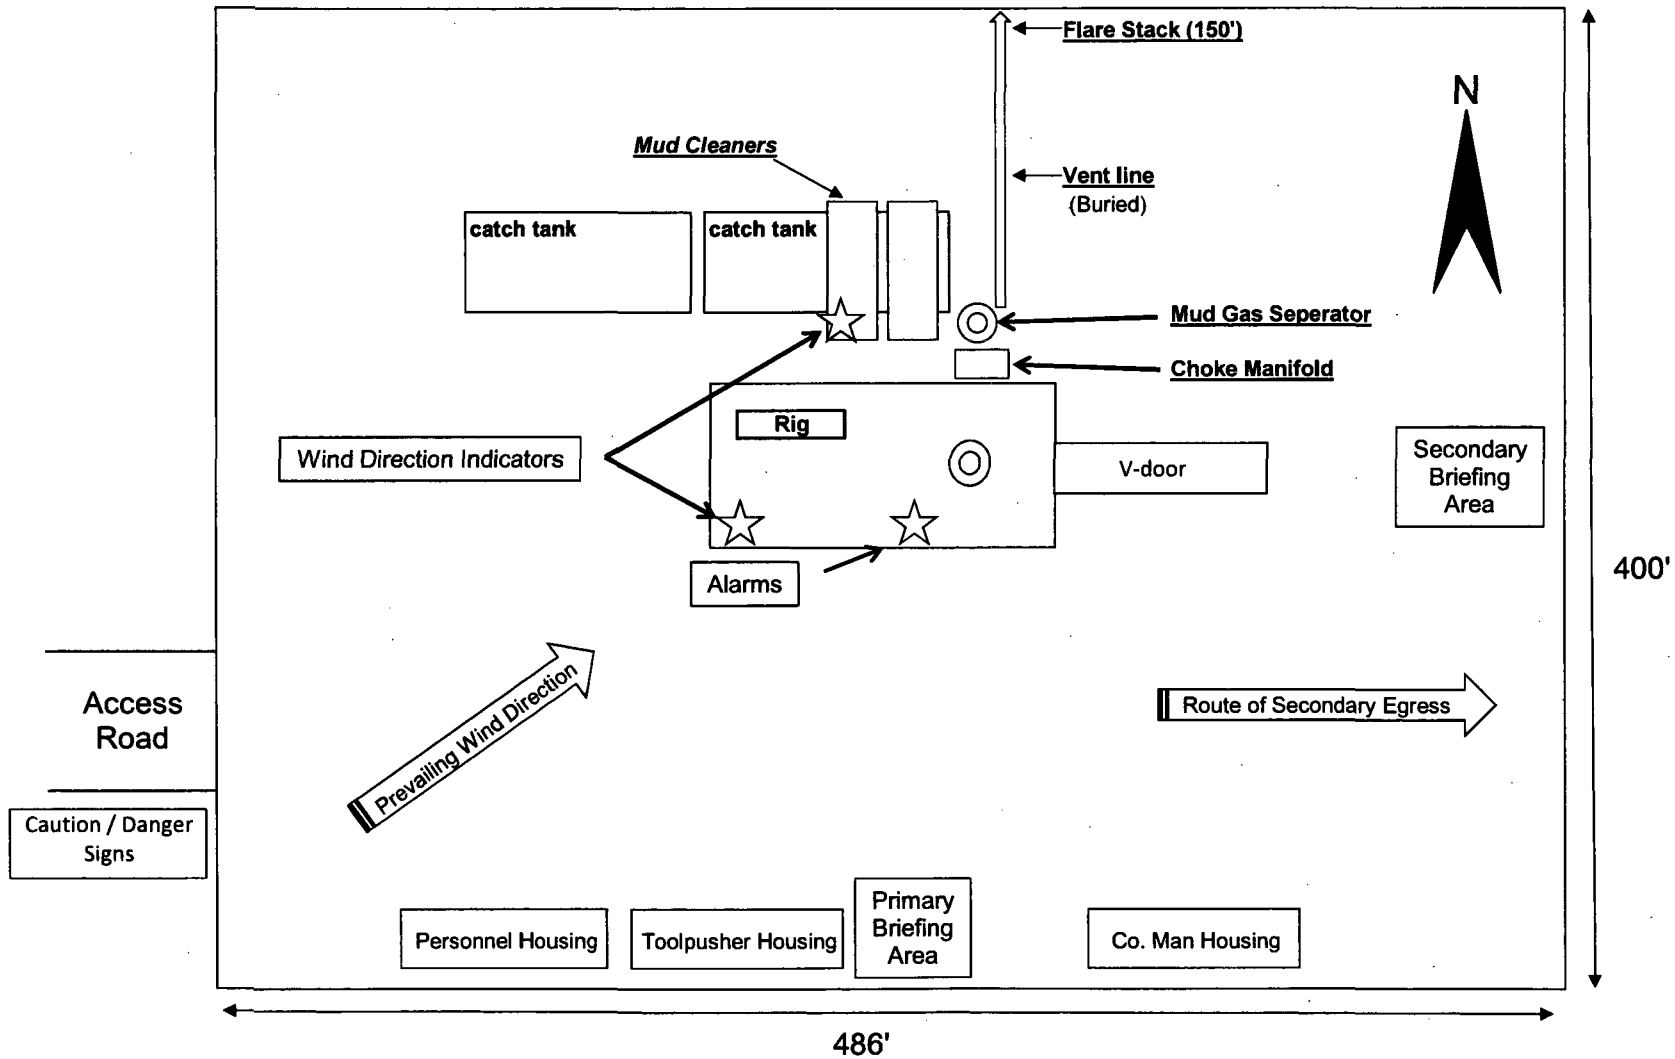 Flare Stack (150')
N
Mud Cleaners
Vent line
(Buried)
catch tank
catch tank
Mud Gas Seperator
Choke Manifold
Rig
Wind Direction Indicators
V-door
Secondary
Briefing
Area
400'
Alarms
Access
Road
Prevailing Wind Direction
Route of Secondary Egress
Caution / Danger
Signs
Personnel Housing
Toolpusher Housing
Primary
Briefing
Area
Co. Man Housing
486'